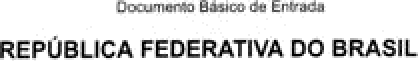 Documento Básico de Entrada
REPÚBLICA FEDERATIVA DO BRASIL